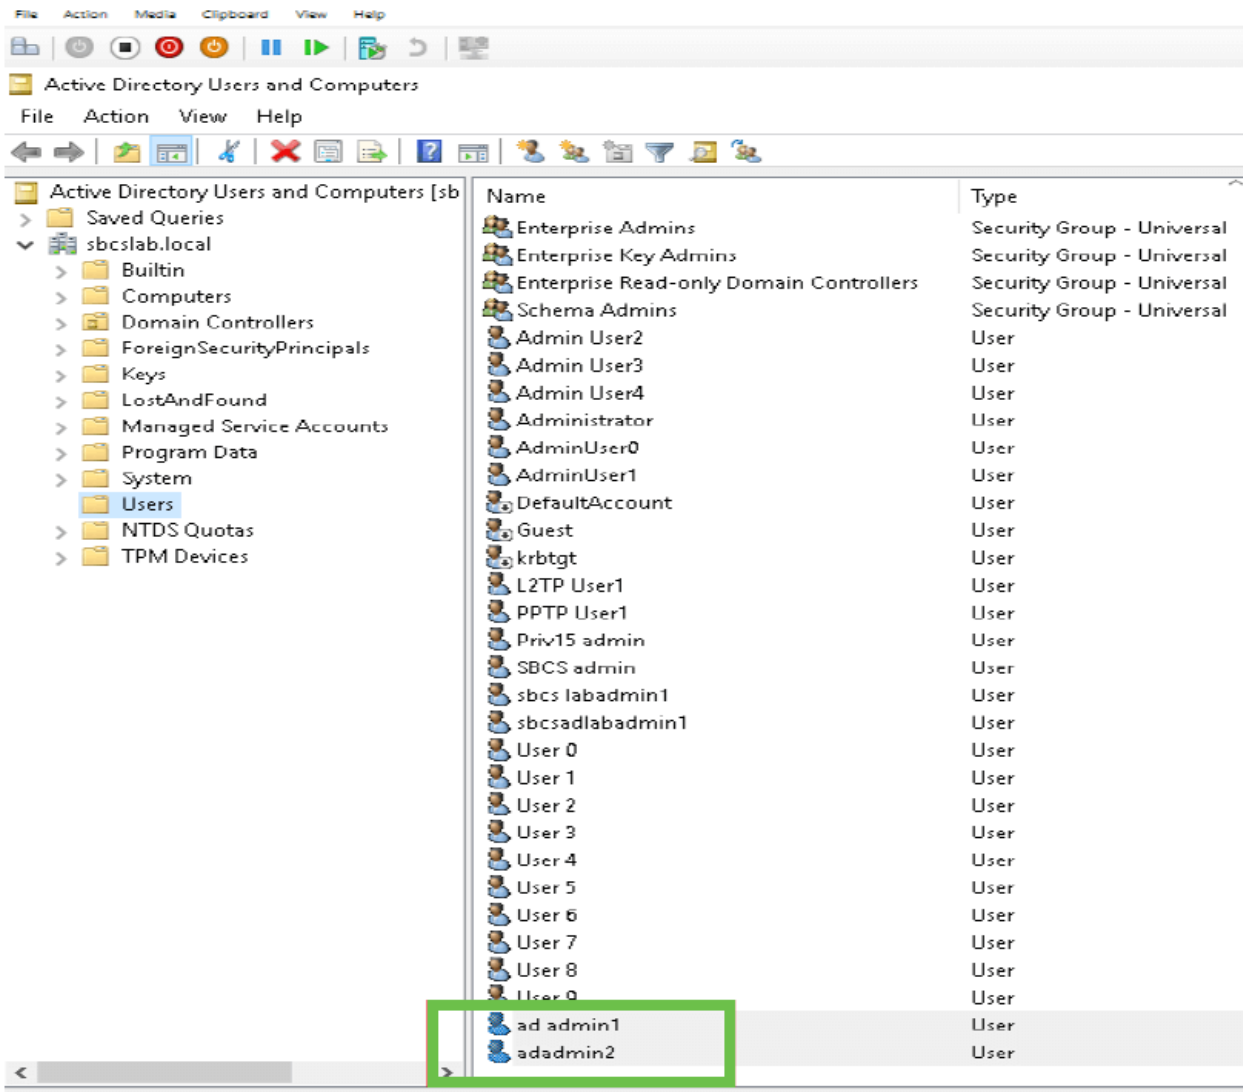 File Action Media Clipboard View Help
Active Directory Users and Computers
File Action View Help
Active Directory Users and Computers [sb
Saved Queries
sbcslab.local
Builtin
Computers
Domain Controllers
ForeignSecurityPrincipals
Keys
LostAndFound
Managed Service Accounts
Program Data
System
Users
NTDS Quotas
TPM Devices
Name Type
Enterprise Admins Security Group - Universal
Enterprise Key Admins Security Group - Universal
Enterprise Read-only Domain Controllers Security Group - Universal
Schema Admins Security Group - Universal
Admin User2 User
Admin User3 User
Admin User4 User
Administrator User
AdminUser0 User
AdminUser1 User
DefaultAccount User
Guest User
krbtgt User
L2TP User1 User
PPTP User1 User
Priv15 admin User
SBCS admin User
sbcs labadmin1 User
sbcsadlabadmin1 User
User 0 User
User 1 User
User 2 User
User 3 User
User 4 User
User 5 User
User 6 User
User 7 User
User 8 User
User 9 User
ad admin1 User
adadmin2 User